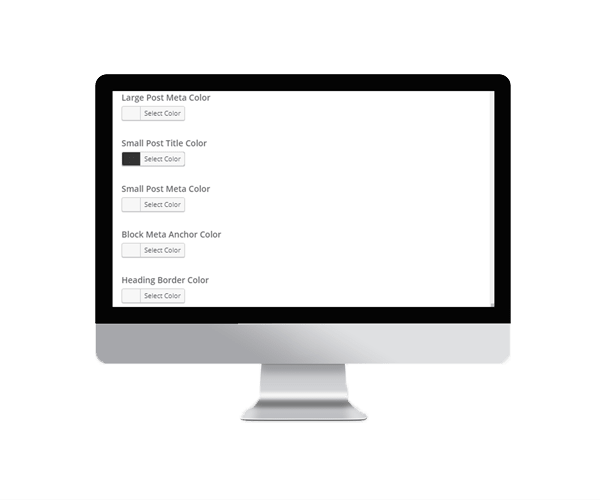 Large Post Meta Color
Select Color
Small Post Title Color
Select Color
Small Post Meta Color
Select Color
Block Meta Anchor Color
Select Color
Heading Border Color
Select Color